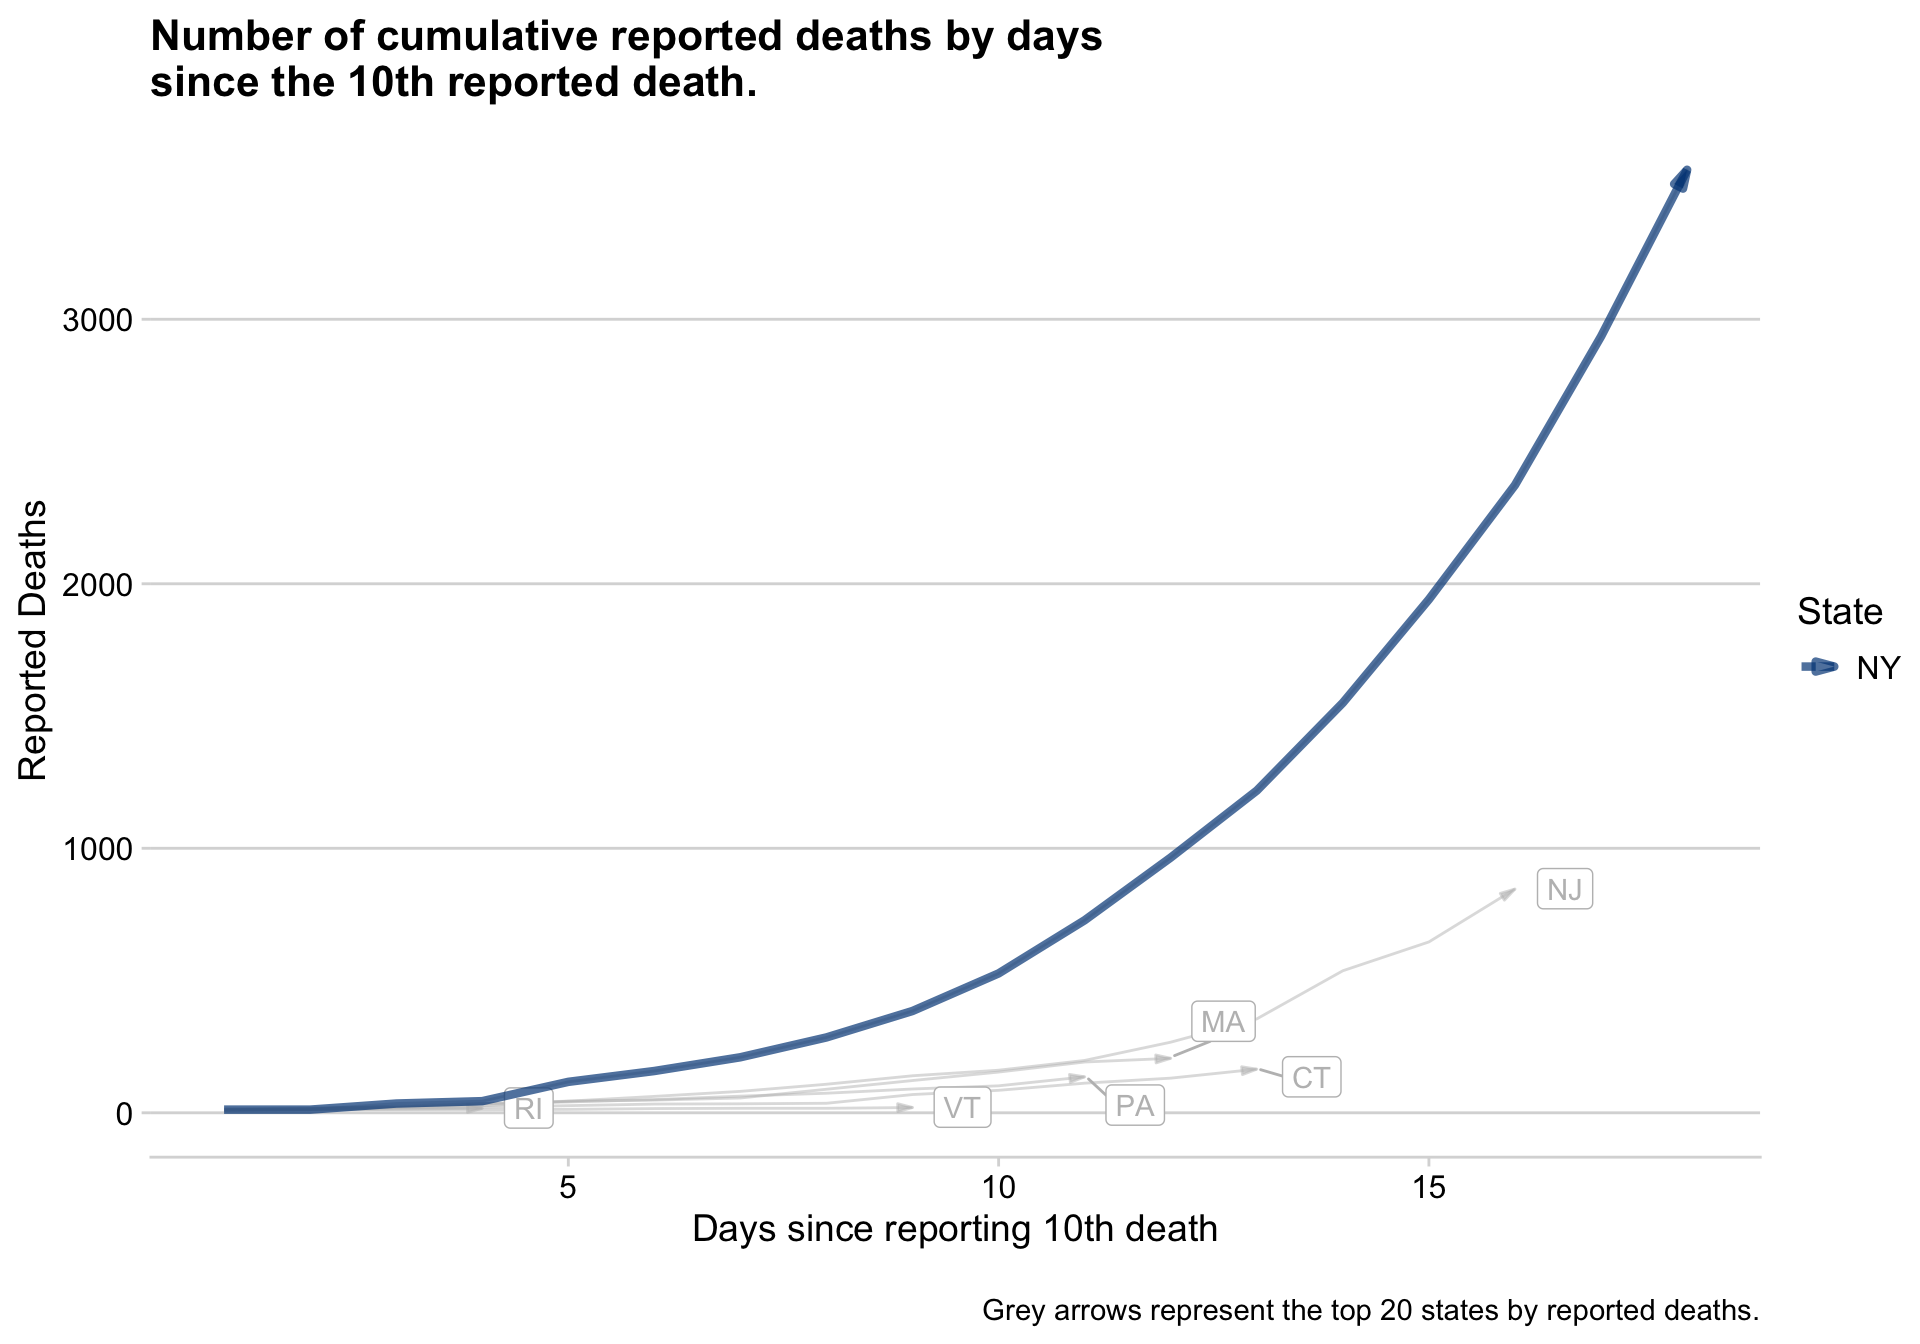 Number of cumulative reported deaths by days
since the 10th reported death.
3000
2000
1000
0
Reported Deaths
NJ
MA
CT
PA
VT
RI
State
NY
5
10
15
Days since reporting 10th death
Grey arrows represent the top 20 states by reported deaths.